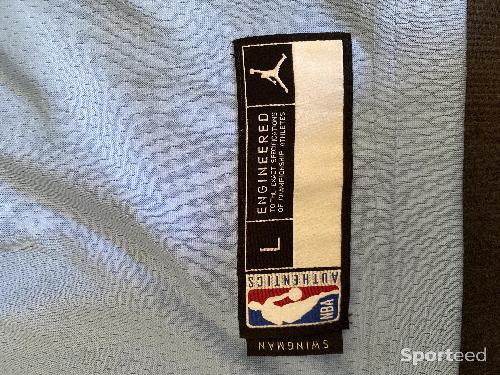 ENGINEERED
TO THE EXACT SPECIFICATIONS
OF CHAMPIONSHIP ATHLETES
L
AUTHENTICS
NBA
SWINGMAN
Sporteed